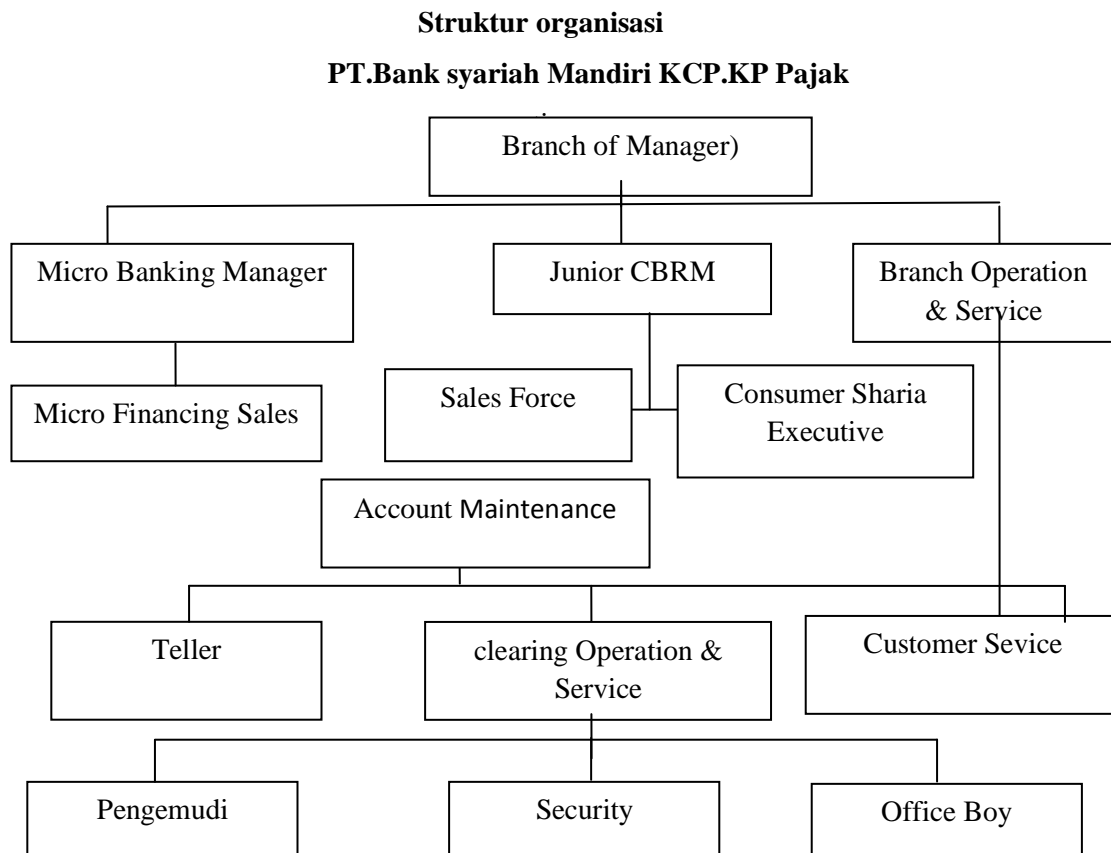 Struktur organisasi
PT.Bank syariah Mandiri KCP.KP Pajak
Branch of Manager)
Micro Banking Manager
Junior CBRM
Branch Operation
& Service
Micro Financing Sales
Sales Force
Consumer Sharia
Executive
Account Maintenance
Teller
clearing Operation &
Service
Customer Sevice
Pengemudi
Security
Office Boy